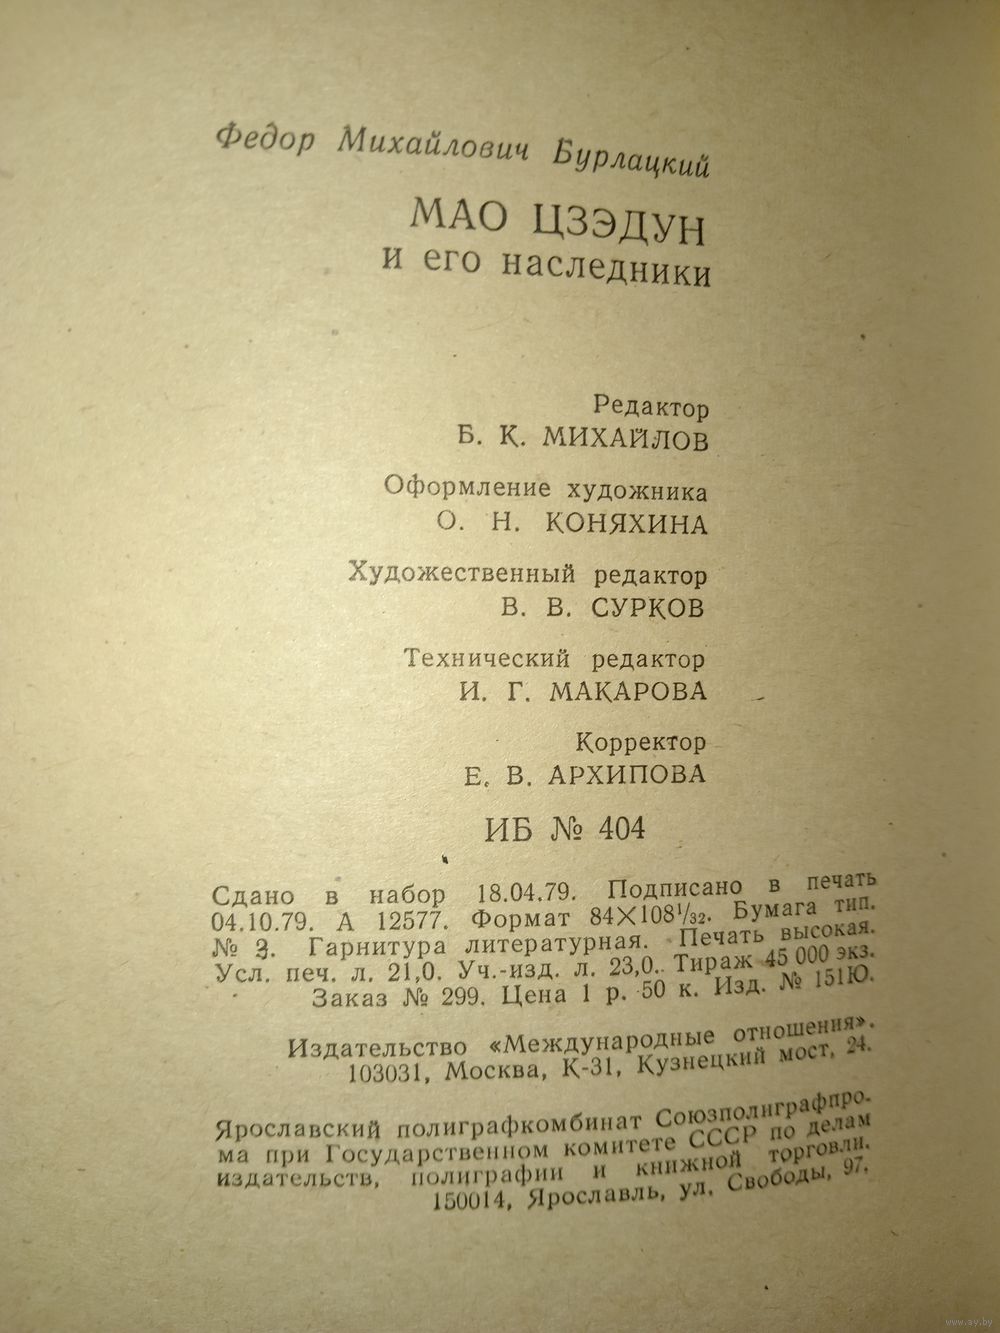 Федор Михайлович Бурлацкий
МАО ЦЗЭДУН
и его наследники
Редактор
Б. К. МИХАЙЛОВ
Оформление художника
О. Н. КОНЯХИНА
Художественный редактор
В. В. СУРКОВ
Технический редактор
И. Г. МАКАРОВА
Корректор
Е. В. АРХИПОВА
ИБ № 404
Сдано в набор 18.04.79. Подписано в печать
04.10.79. А 12577. Формат 84×108¹/₃₂. Бумага тип.
№ 3. Гарнитура литературная. Печать высокая.
Усл. печ. л. 21,0. Уч.-изд. л. 23,0. Тираж 45 000 экз.
Заказ № 299. Цена 1 р. 50 к. Изд. № 151Ю.
Издательство «Международные отношения».
103031, Москва, К-31, Кузнецкий мост, 24.
Ярославский полиграфкомбинат Союзполиграфпро-
ма при Государственном комитете СССР по делам
издательств, полиграфии и книжной торговли.
150014, Ярославль, ул. Свободы, 97.
www.ay.by